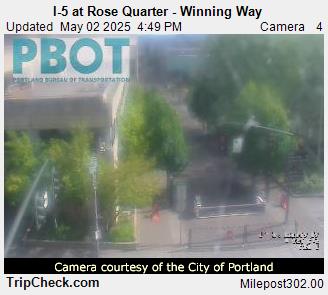 I-5 at Rose Quarter - Winning Way
Updated May 02 2025 4:49 PM Camera 4
PBOT
PORTLAND BUREAU OF TRANSPORTATION
Camera courtesy of the City of Portland
TripCheck.com Milepost302.00